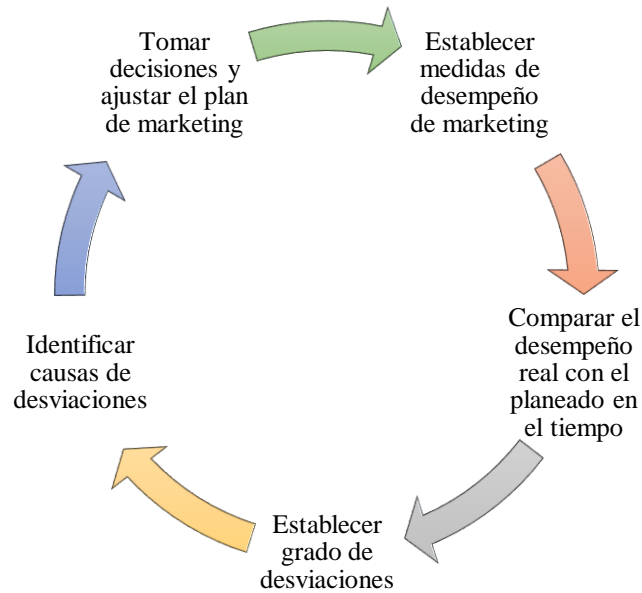 Tomar
decisiones y
ajustar el plan
de marketing
Establecer
medidas de
desempeño
de marketing
Comparar el
desempeño
real con el
planeado en
el tiempo
Establecer
grado de
desviaciones
Identificar
causas de
desviaciones